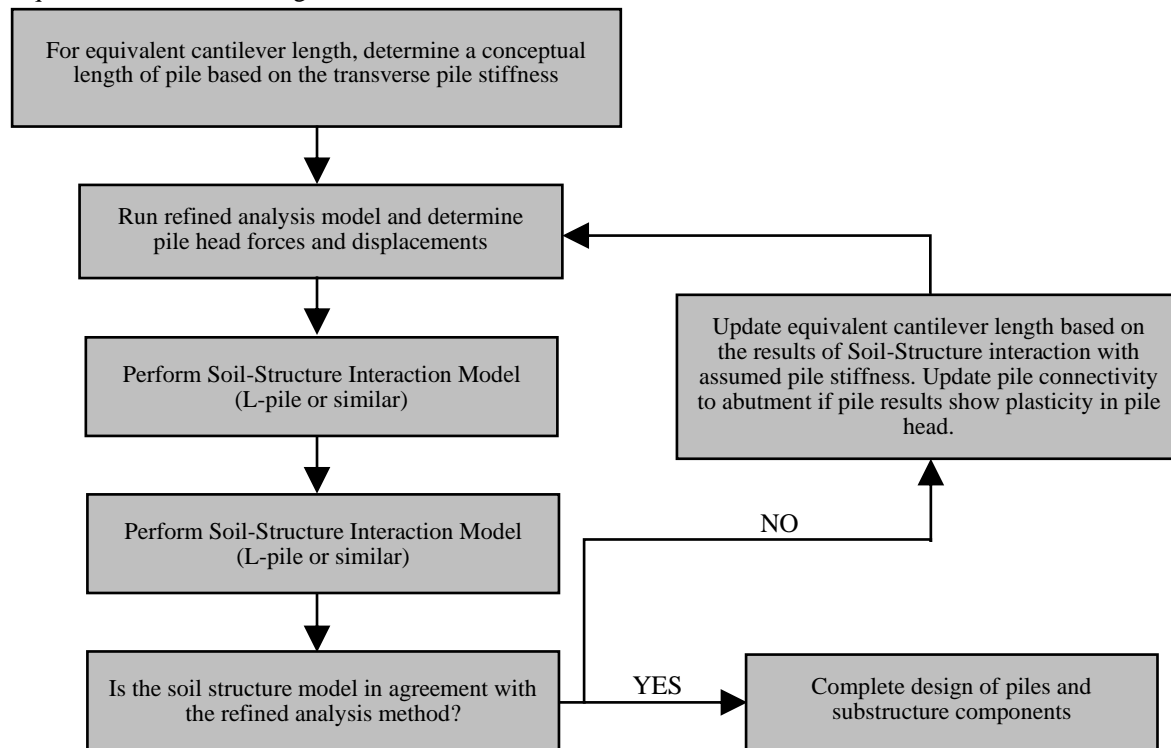 For equivalent cantilever length, determine a conceptual
length of pile based on the transverse pile stiffness
Run refined analysis model and determine
pile head forces and displacements
Perform Soil-Structure Interaction Model
(L-pile or similar)
Perform Soil-Structure Interaction Model
(L-pile or similar)
Is the soil structure model in agreement with
the refined analysis method?
NO
Update equivalent cantilever length based on
the results of Soil-Structure interaction with
assumed pile stiffness. Update pile connectivity
to abutment if pile results show plasticity in pile
head.
YES
Complete design of piles and
substructure components